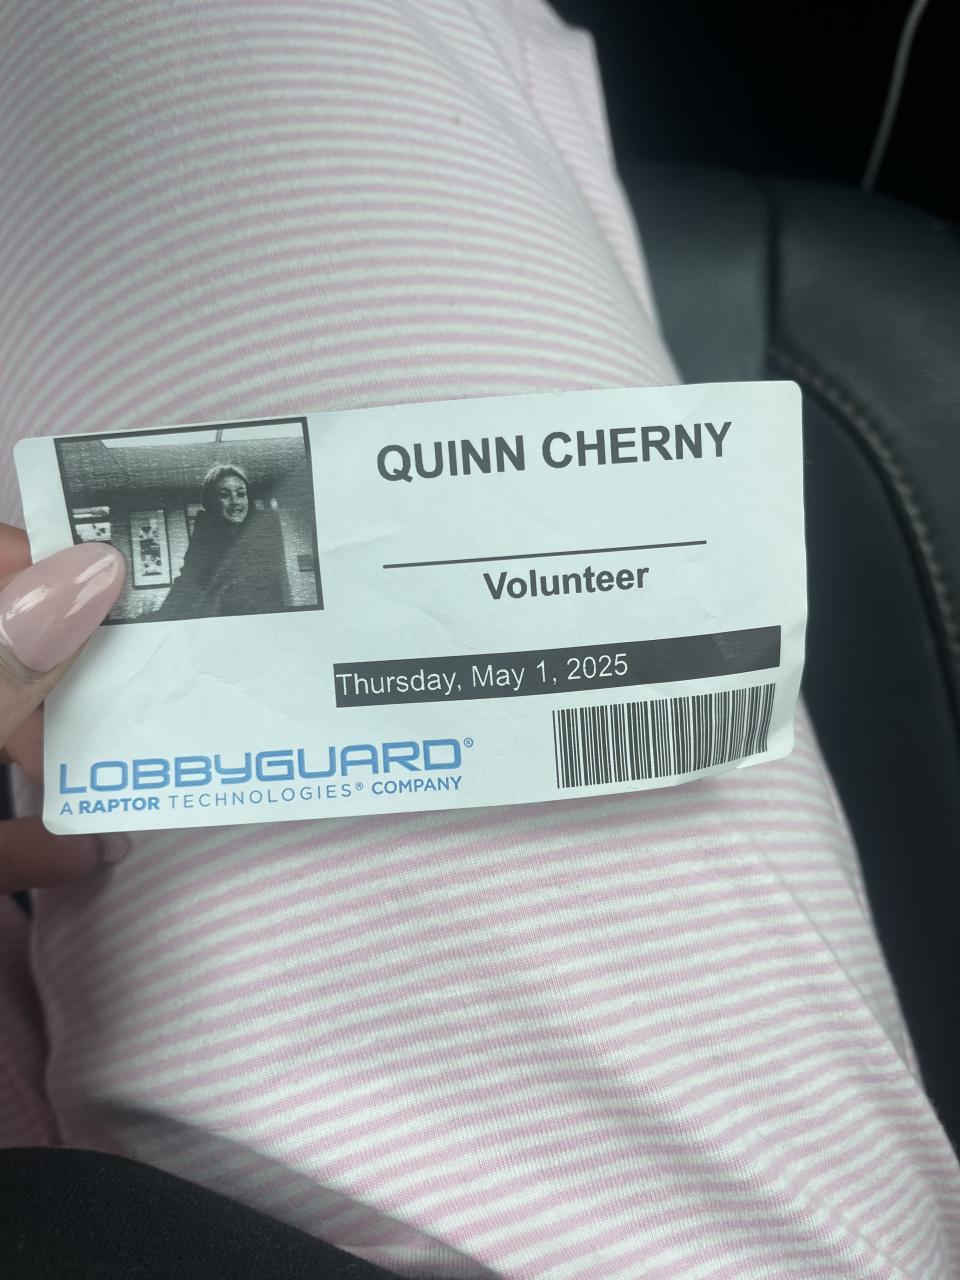 QUINN CHERNY
Volunteer
Thursday, May 1, 2025
LOBBYGUARD®
A RAPTOR TECHNOLOGIES® COMPANY